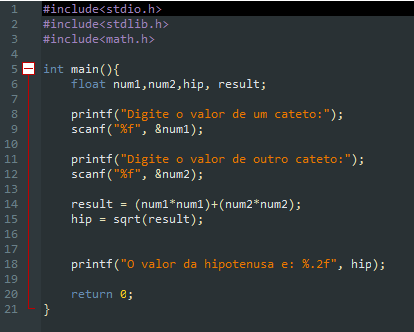 1 #include<stdio.h>
2 #include<stdlib.h>
3 #include<math.h>
4
5 int main(){
6 float num1,num2,hip, result;
7
8 printf("Digite o valor de um cateto:");
9 scanf("%f", &num1);
10
11 printf("Digite o valor de outro cateto:");
12 scanf("%f", &num2);
13
14 result = (num1*num1)+(num2*num2);
15 hip = sqrt(result);
16
17
18 printf("O valor da hipotenusa e: %.2f", hip);
19
20 return 0;
21 }